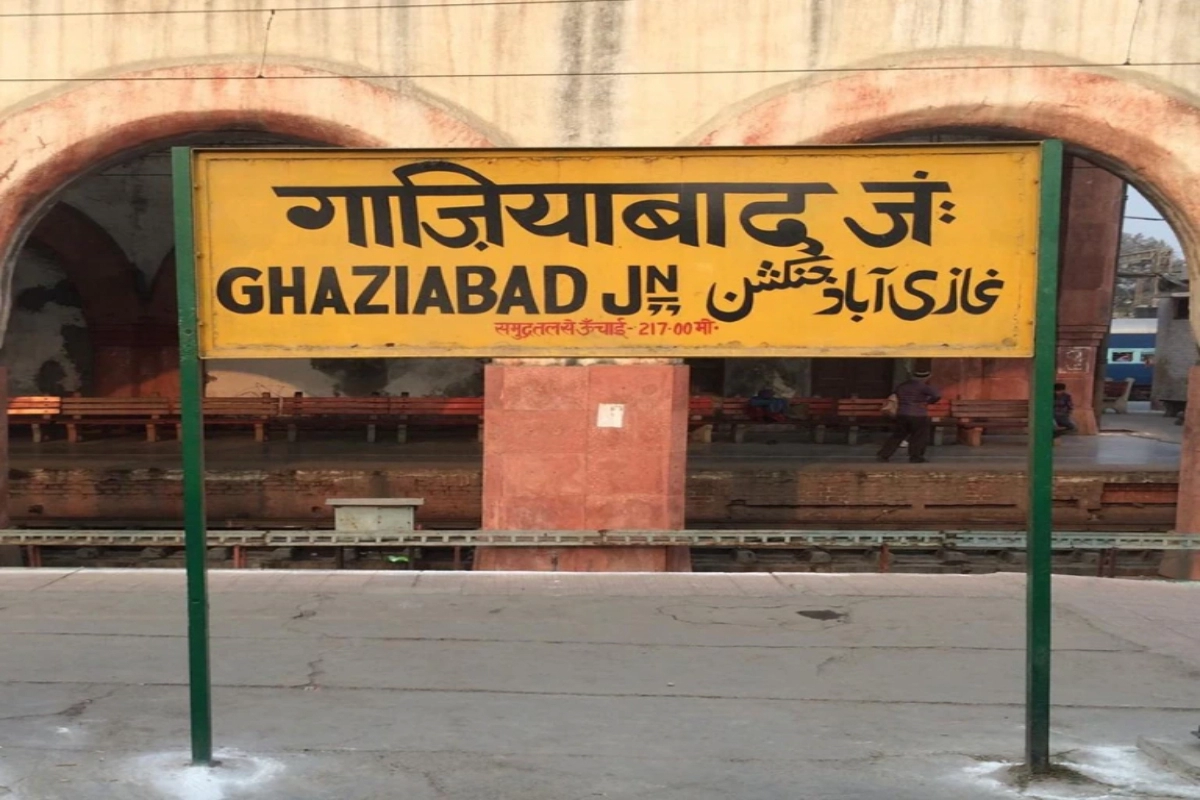 गाज़ियाबाद जं॰
GHAZIABAD JN غازی آباد جنکشن
समुद्रतल से ऊँचाई- 217·00 मी॰